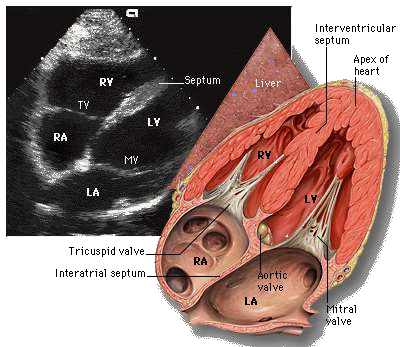 RV
Septum
TV
LV
RA
MV
LA
Interventricular
septum
Apex of
heart
Liver
RV
LV
Tricuspid valve
RA
Interatrial septum
Aortic
valve
LA
Mitral
valve